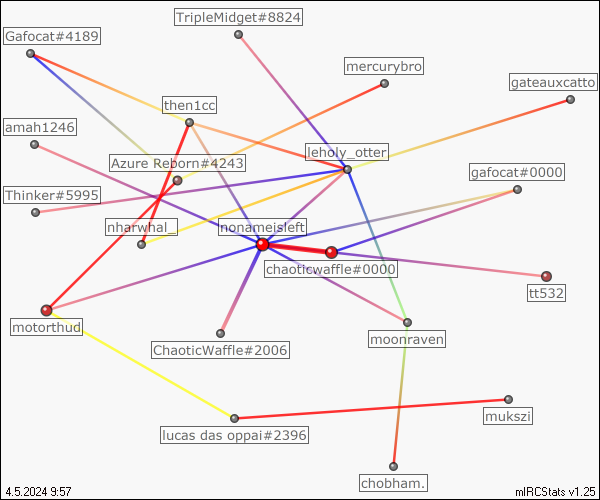 TripleMidget#8824
Gafocat#4189
mercurybro
gateauxcatto
then1cc
amah1246
leholy_otter
Azure Reborn#4243
gafocat#0000
Thinker#5995
nharwhal_
nonameisleft
chaoticwaffle#0000
tt532
motorthud
moonraven
ChaoticWaffle#2006
mukszi
lucas das oppai#2396
chobham.
4.5.2024 9:57
mIRCStats v1.25